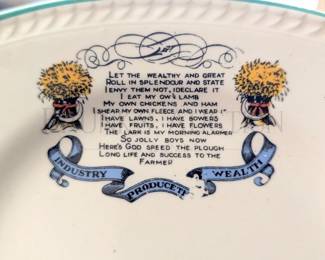 Let
Let the wealthy and great
Roll in splendour and state
I envy them not, I declare it
I eat my own lamb
My own chickens and ham
I shear my own fleece and I wear it
I have lawns, I have bowers
I have fruits, I have flowers
The lark is my morning alarmer
So jolly boys now
Here's God speed the plough
Long life and success to the
Farmer
INDUSTRY
PRODUCETH
WEALTH